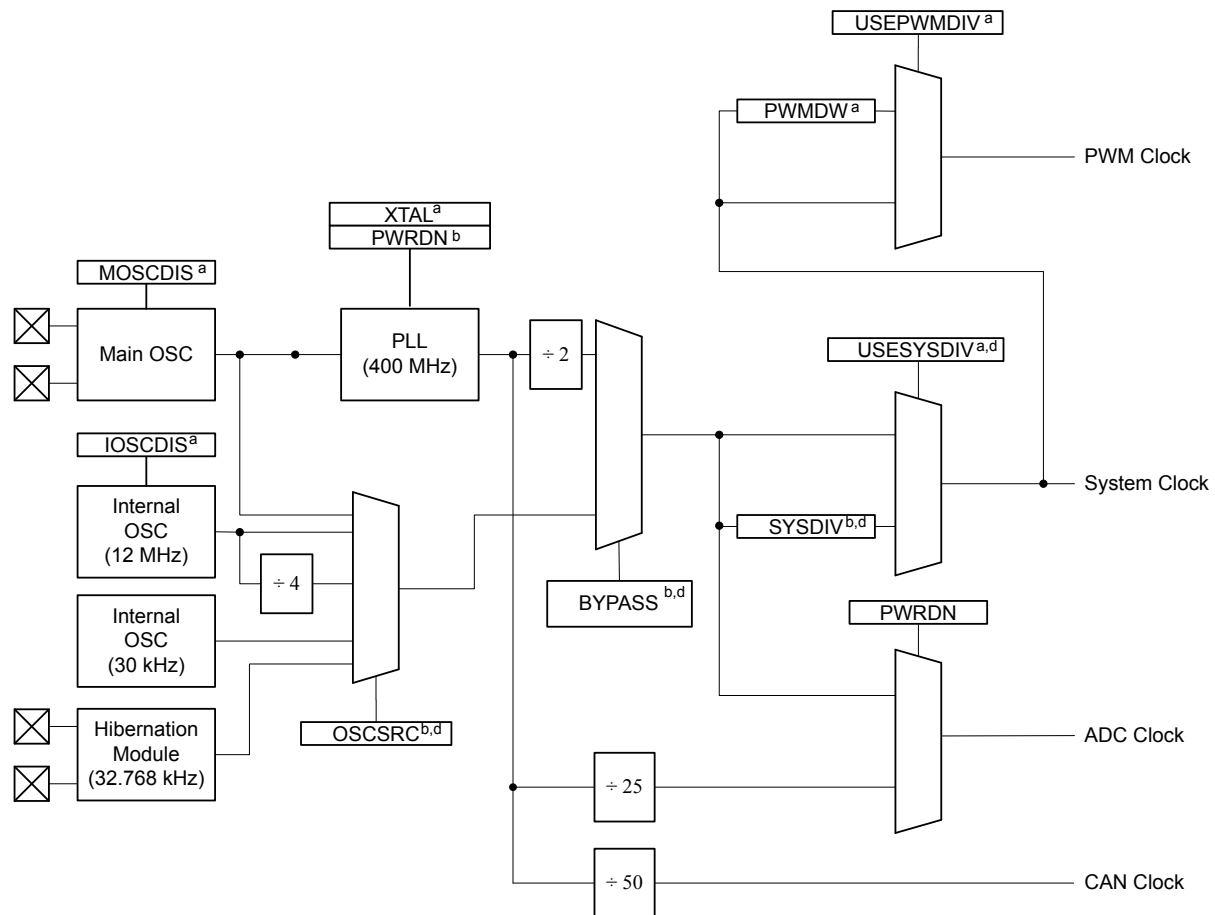 USEPWMDIV a
PWMDW a
PWM Clock
XTAL a
PWRDN b
MOSCDIS a
Main OSC
PLL
(400 MHz)
÷ 2
USESYSDIV a,d
IOSCDIS a
Internal
OSC
(12 MHz)
÷ 4
System Clock
SYSDIV b,d
BYPASS b,d
PWRDN
Internal
OSC
(30 kHz)
OSCSRC b,d
Hibernation
Module
(32.768 kHz)
ADC Clock
÷ 25
÷ 50
CAN Clock